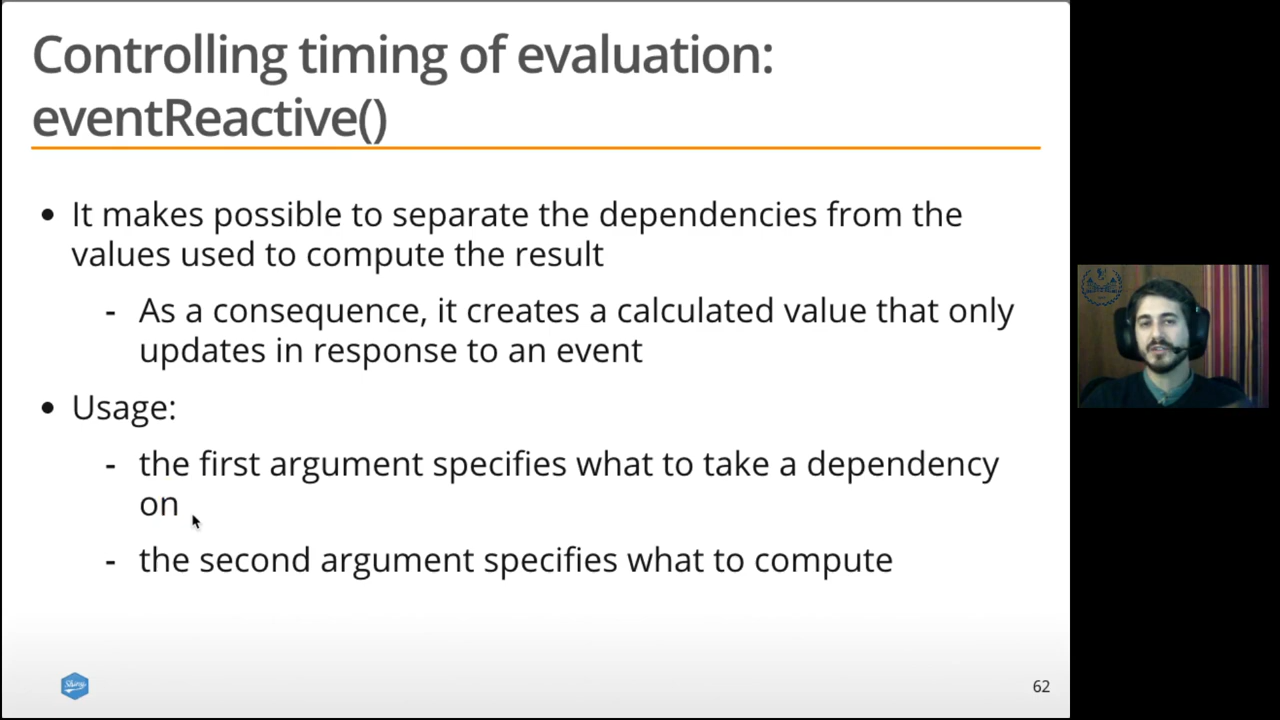 Controlling timing of evaluation:
eventReactive()
• It makes possible to separate the dependencies from the
values used to compute the result
- As a consequence, it creates a calculated value that only
updates in response to an event
• Usage:
- the first argument specifies what to take a dependency
on
- the second argument specifies what to compute
Shiny
62